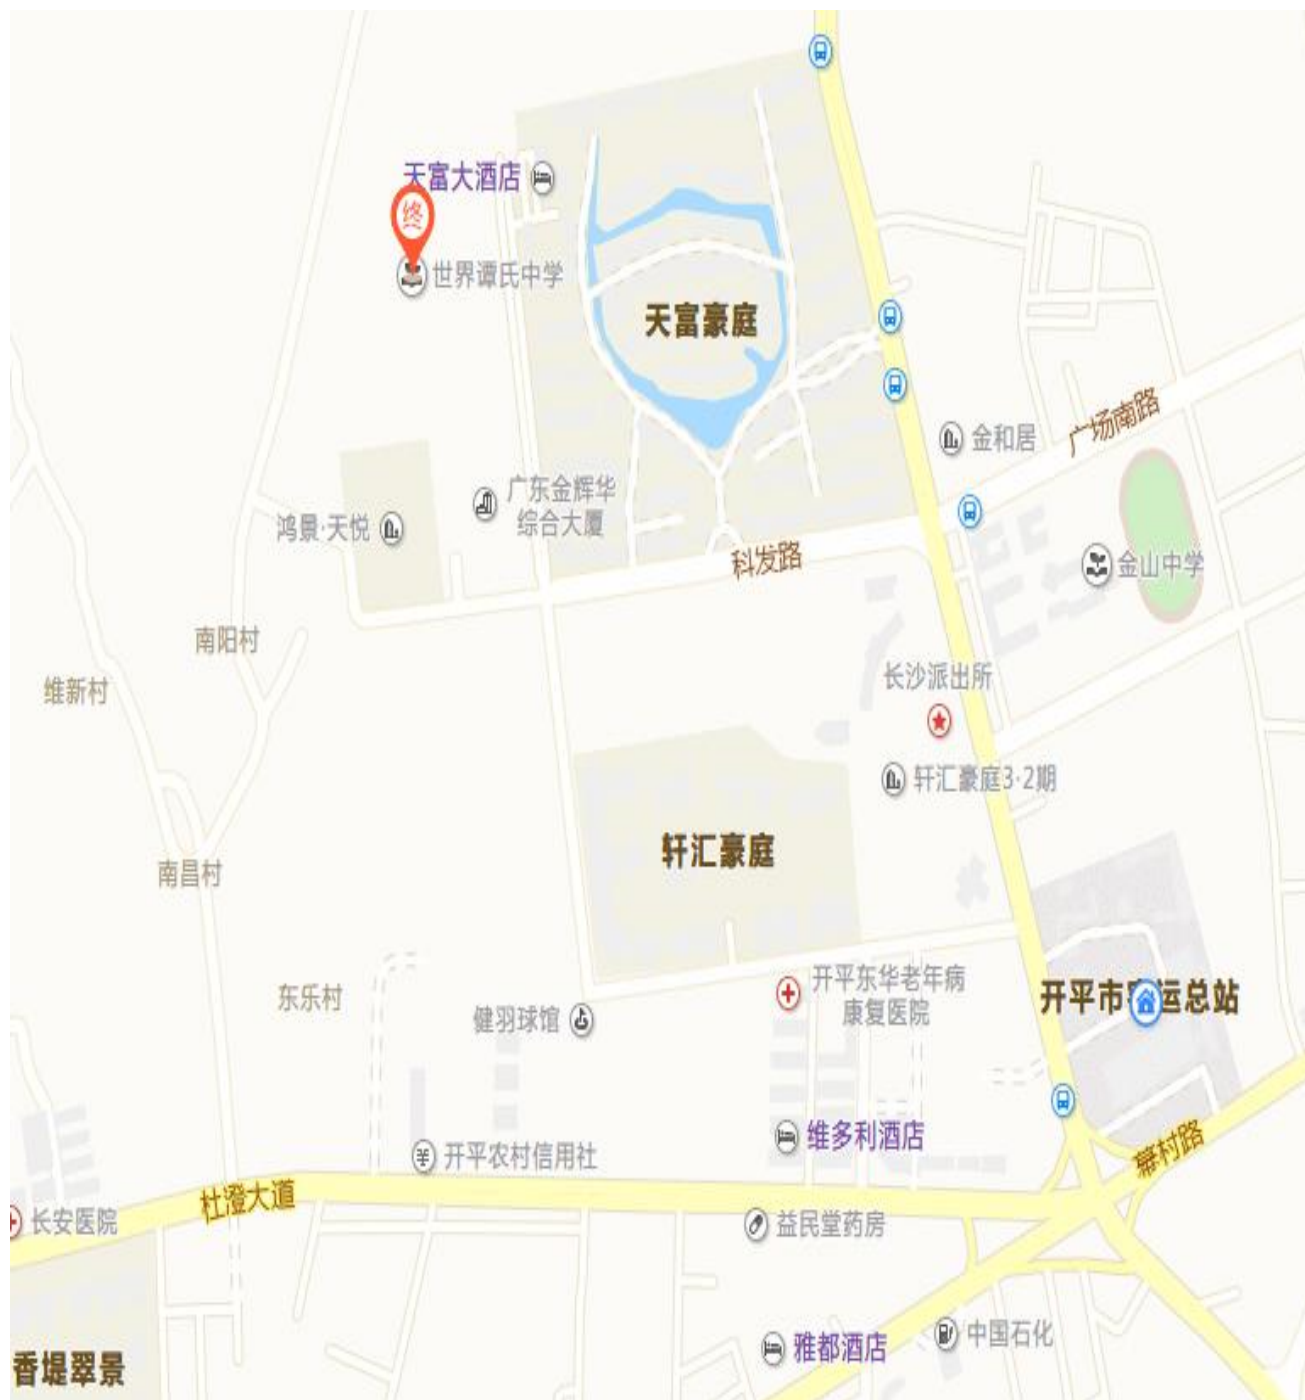 天富大酒店
终
世界谭氏中学
天富豪庭
广场南路
金和居
广东金辉华
综合大厦
鸿景·天悦
科发路
金山中学
南阳村
长沙派出所
维新村
轩汇豪庭3·2期
轩汇豪庭
南昌村
开平东华老年病
康复医院
东乐村
开平市客运总站
健羽球馆
维多利酒店
幕村路
开平农村信用社
杜澄大道
长安医院
益民堂药房
中国石化
雅都酒店
香堤翠景